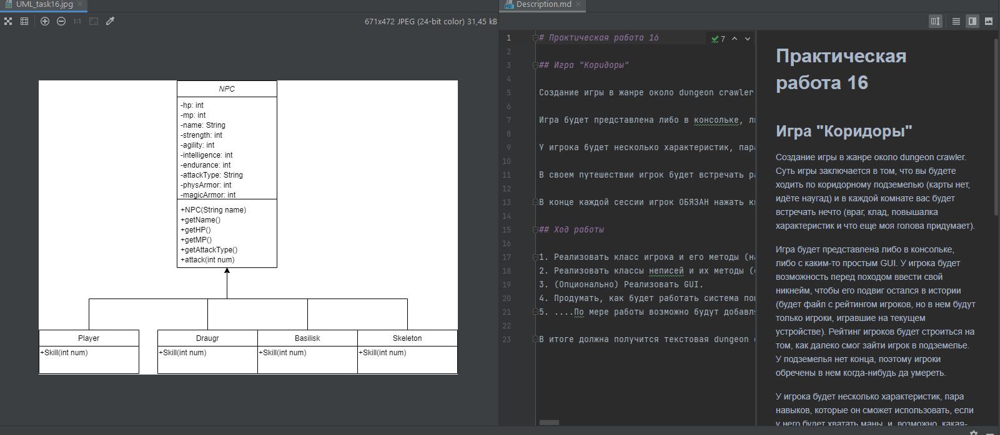 UML_task16.jpg
1:1
671x472 JPEG (24-bit color) 31,45 kB
NPC
-hp: int
-mp: int
-name: String
-strength: int
-agility: int
-intelligence: int
-endurance: int
-attackType: String
-physArmor: int
-magicArmor: int
+NPC(String name)
+getName()
+getHP()
+getMP()
+getAttackType()
+attack(int num)
Player
+Skill(int num)
Draugr
+Skill(int num)
Basilisk
+Skill(int num)
Skeleton
+Skill(int num)
MD Description.md
7
1 # Практическая работа 16
2
3 ## Игра "Коридоры"
4
5 Создание игры в жанре около dungeon crawler
6
7 Игра будет представлена либо в консольке,
8
9 У игрока будет несколько характеристик,
10
11 В своем путешествии игрок будет встречать
12
13 В конце каждой сессии игрок ОБЯЗАН нажать
14
15 ## Ход работы
16
17 1. Реализовать класс игрока и его методы
18 2. Реализовать классы неписей и их методы
19 3. (Опционально) Реализовать GUI.
20 4. Продумать, как будет работать система
21 5. ....По мере работы возможно будут
22
23 В итоге должна получится текстовая dungeon
Практическая
работа 16
Игра "Коридоры"
Создание игры в жанре около dungeon crawler.
Суть игры заключается в том, что вы будете
ходить по коридорному подземелью (карты нет,
идёте наугад) и в каждой комнате вас будет
встречать нечто (враг, клад, повышалка
характеристик и что еще моя голова придумает).
Игра будет представлена либо в консольке,
либо с каким-то простым GUI. У игрока будет
возможность перед походом ввести свой
никнейм, чтобы его подвиг остался в истории
(будет файл с рейтингом игроков, но в нем будут
только игроки, игравшие на текущем
устройстве). Рейтинг игроков будет строиться на
том, как далеко смог зайти игрок в подземелье.
У подземелья нет конца, поэтому игроки
обречены в нем когда-нибудь да умереть.
У игрока будет несколько характеристик, пара
навыков, которые он сможет использовать, если
у него будет хватать маны, и, возможно, какая-